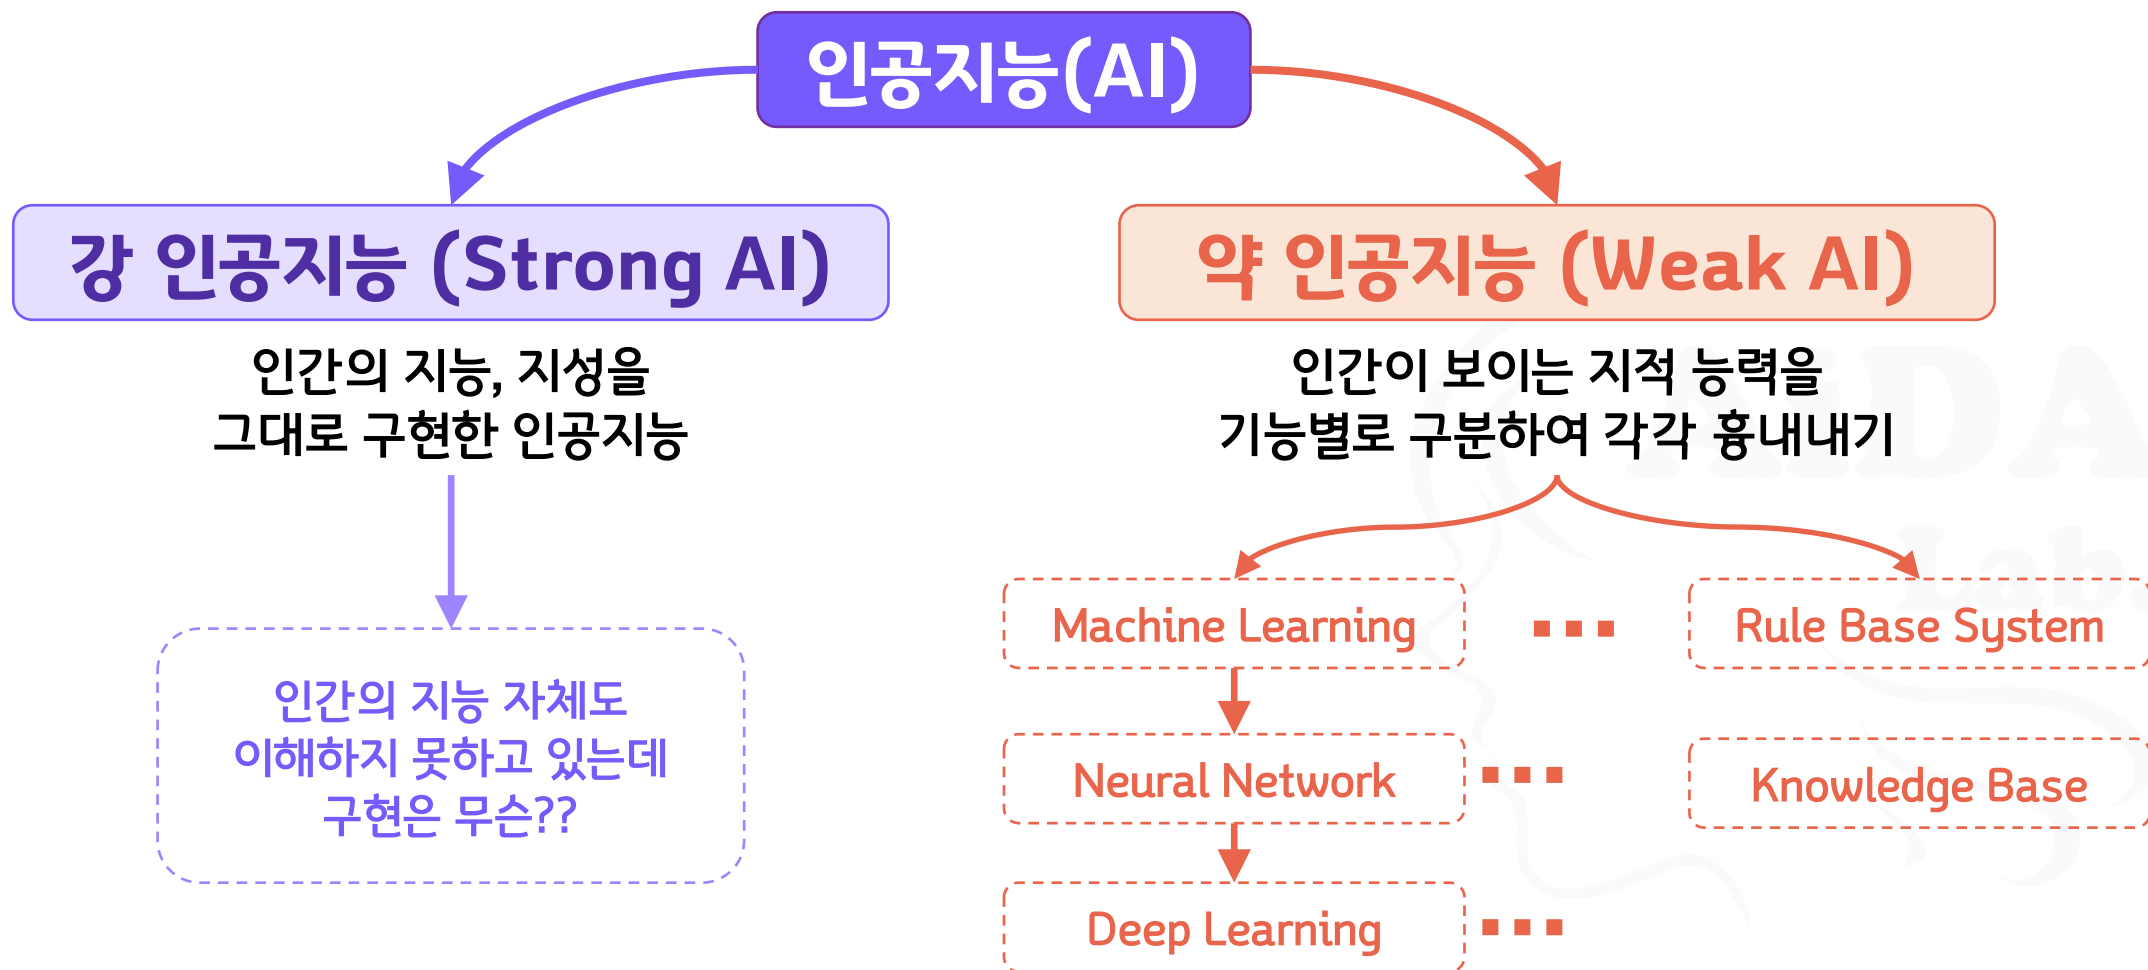 인공지능(AI)
강 인공지능 (Strong AI)
인간의 지능, 지성을
그대로 구현한 인공지능
인간의 지능 자체도
이해하지 못하고 있는데
구현은 무슨??
약 인공지능 (Weak AI)
인간이 보이는 지적 능력을
기능별로 구분하여 각각 흉내내기
Machine Learning
...
Rule Base System
Neural Network
...
Knowledge Base
Deep Learning
...
AiDA
Lab.